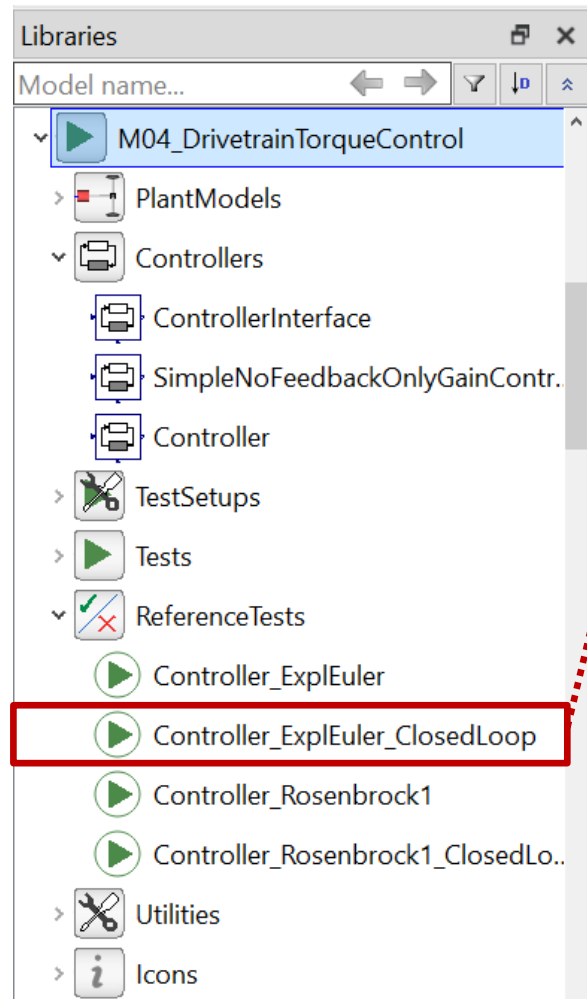 Libraries
Model name...
M04_DrivetrainTorqueControl
PlantModels
Controllers
ControllerInterface
SimpleNoFeedbackOnlyGainContr..
Controller
TestSetups
Tests
ReferenceTests
Controller_ExplEuler
Controller_ExplEuler_ClosedLoop
Controller_Rosenbrock1
Controller_Rosenbrock1_ClosedLo..
Utilities
Icons